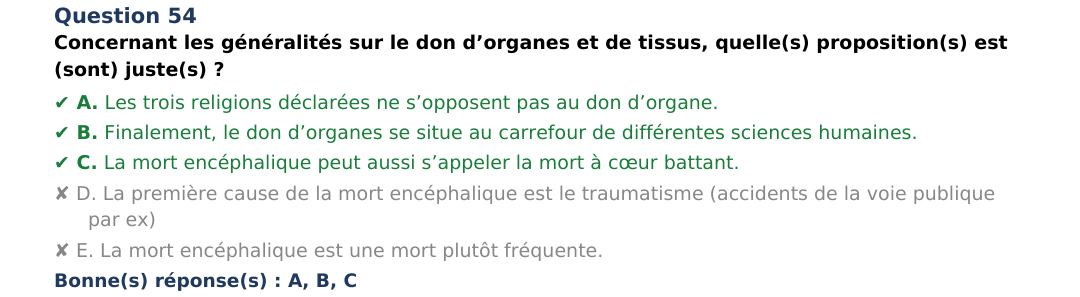 Question 54
Concernant les généralités sur le don d’organes et de tissus, quelle(s) proposition(s) est
(sont) juste(s) ?
✔ A. Les trois religions déclarées ne s’opposent pas au don d’organe.
✔ B. Finalement, le don d’organes se situe au carrefour de différentes sciences humaines.
✔ C. La mort encéphalique peut aussi s’appeler la mort à cœur battant.
✘ D. La première cause de la mort encéphalique est le traumatisme (accidents de la voie publique
par ex)
✘ E. La mort encéphalique est une mort plutôt fréquente.
Bonne(s) réponse(s) : A, B, C